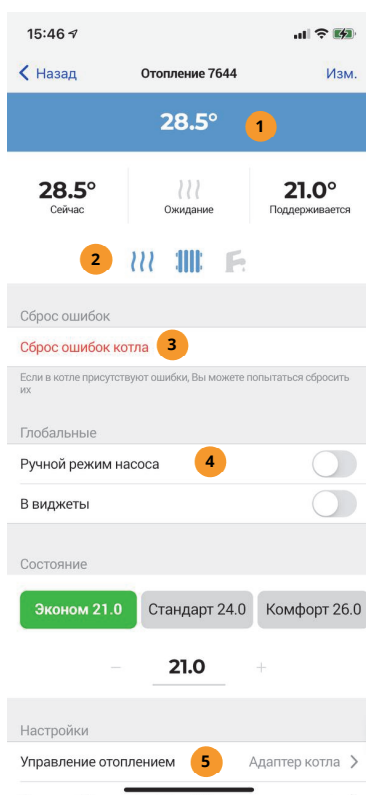 15:46
Назад Отопление 7644 Изм.
28.5° 1
28.5° 21.0°
Сейчас Ожидание Поддерживается
2
Сброс ошибок
Сброс ошибок котла 3
Если в котле присутствуют ошибки, Вы можете попытаться сбросить
их
Глобальные
Ручной режим насоса 4
В виджеты
Состояние
Эконом 21.0 Стандарт 24.0 Комфорт 26.0
− 21.0 +
Настройки
Управление отоплением 5 Адаптер котла